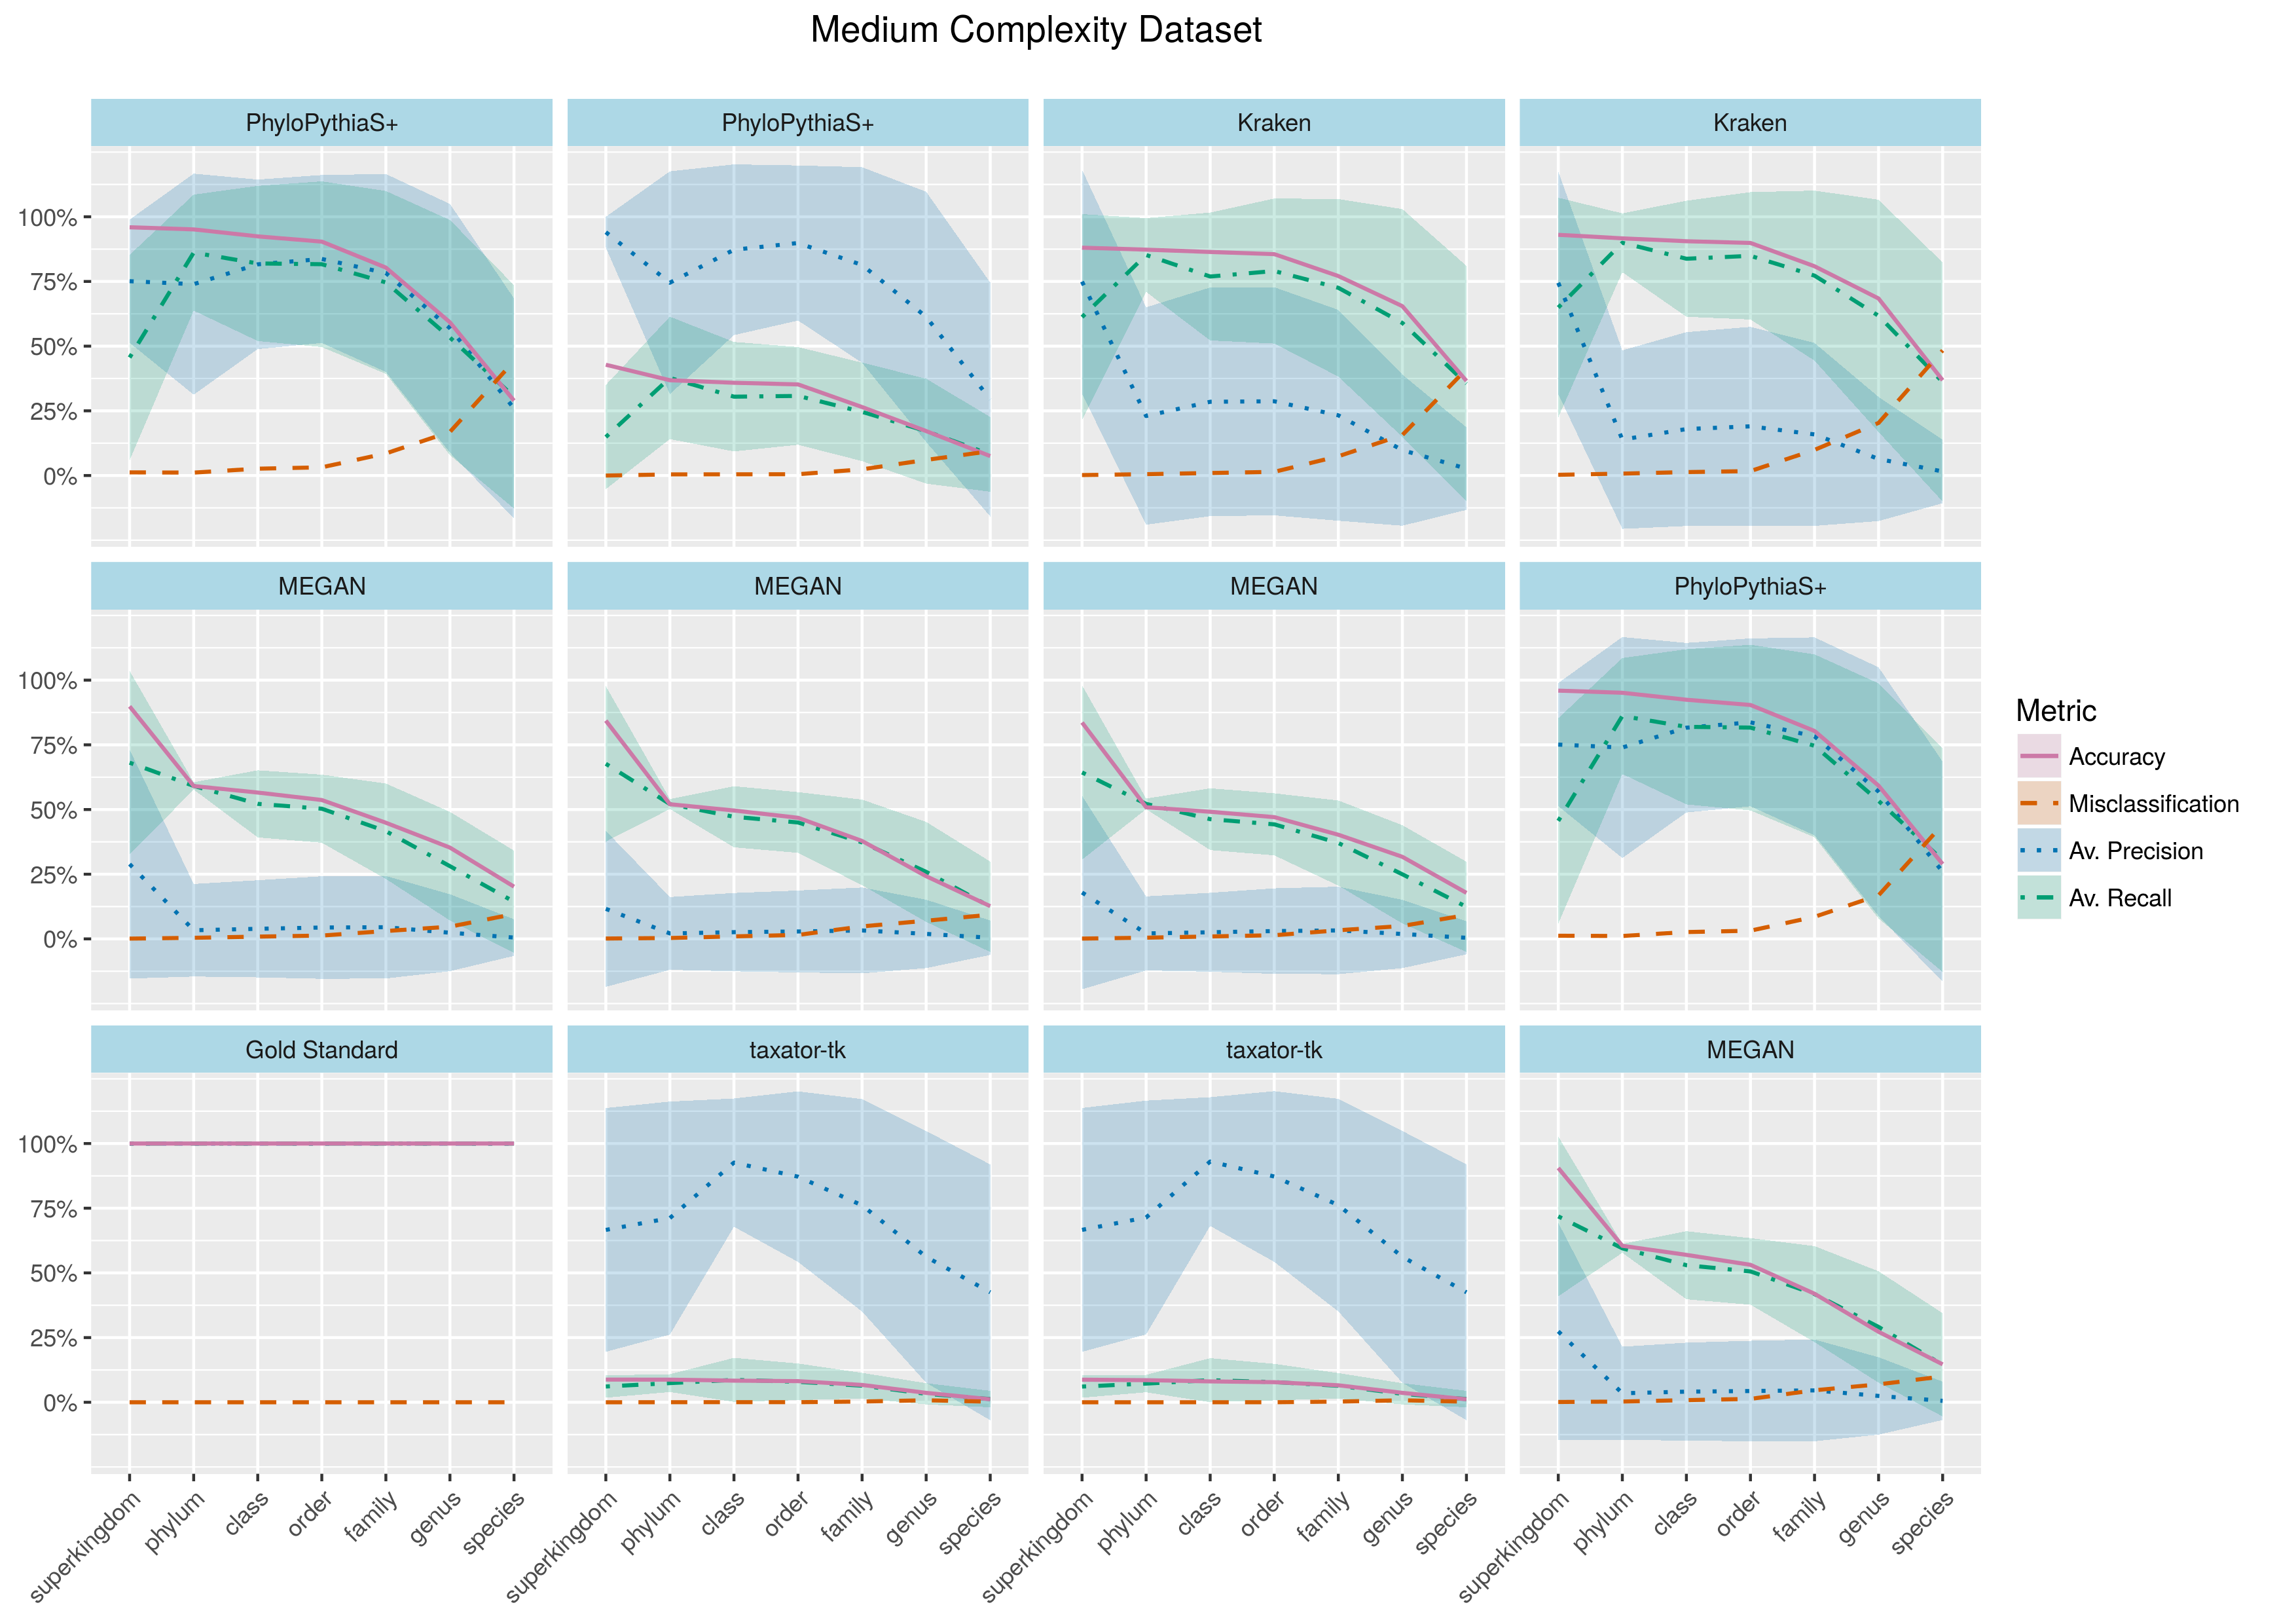 Medium Complexity Dataset
PhyloPythiaS+
PhyloPythiaS+
Kraken
Kraken
100%
75%
50%
25%
0%
MEGAN
MEGAN
MEGAN
PhyloPythiaS+
100%
75%
50%
25%
0%
Gold Standard
taxator-tk
taxator-tk
MEGAN
100%
75%
50%
25%
0%
superkingdom
phylum
class
order
family
genus
species
superkingdom
phylum
class
order
family
genus
species
superkingdom
phylum
class
order
family
genus
species
superkingdom
phylum
class
order
family
genus
species
Metric
Accuracy
Misclassification
Av. Precision
Av. Recall